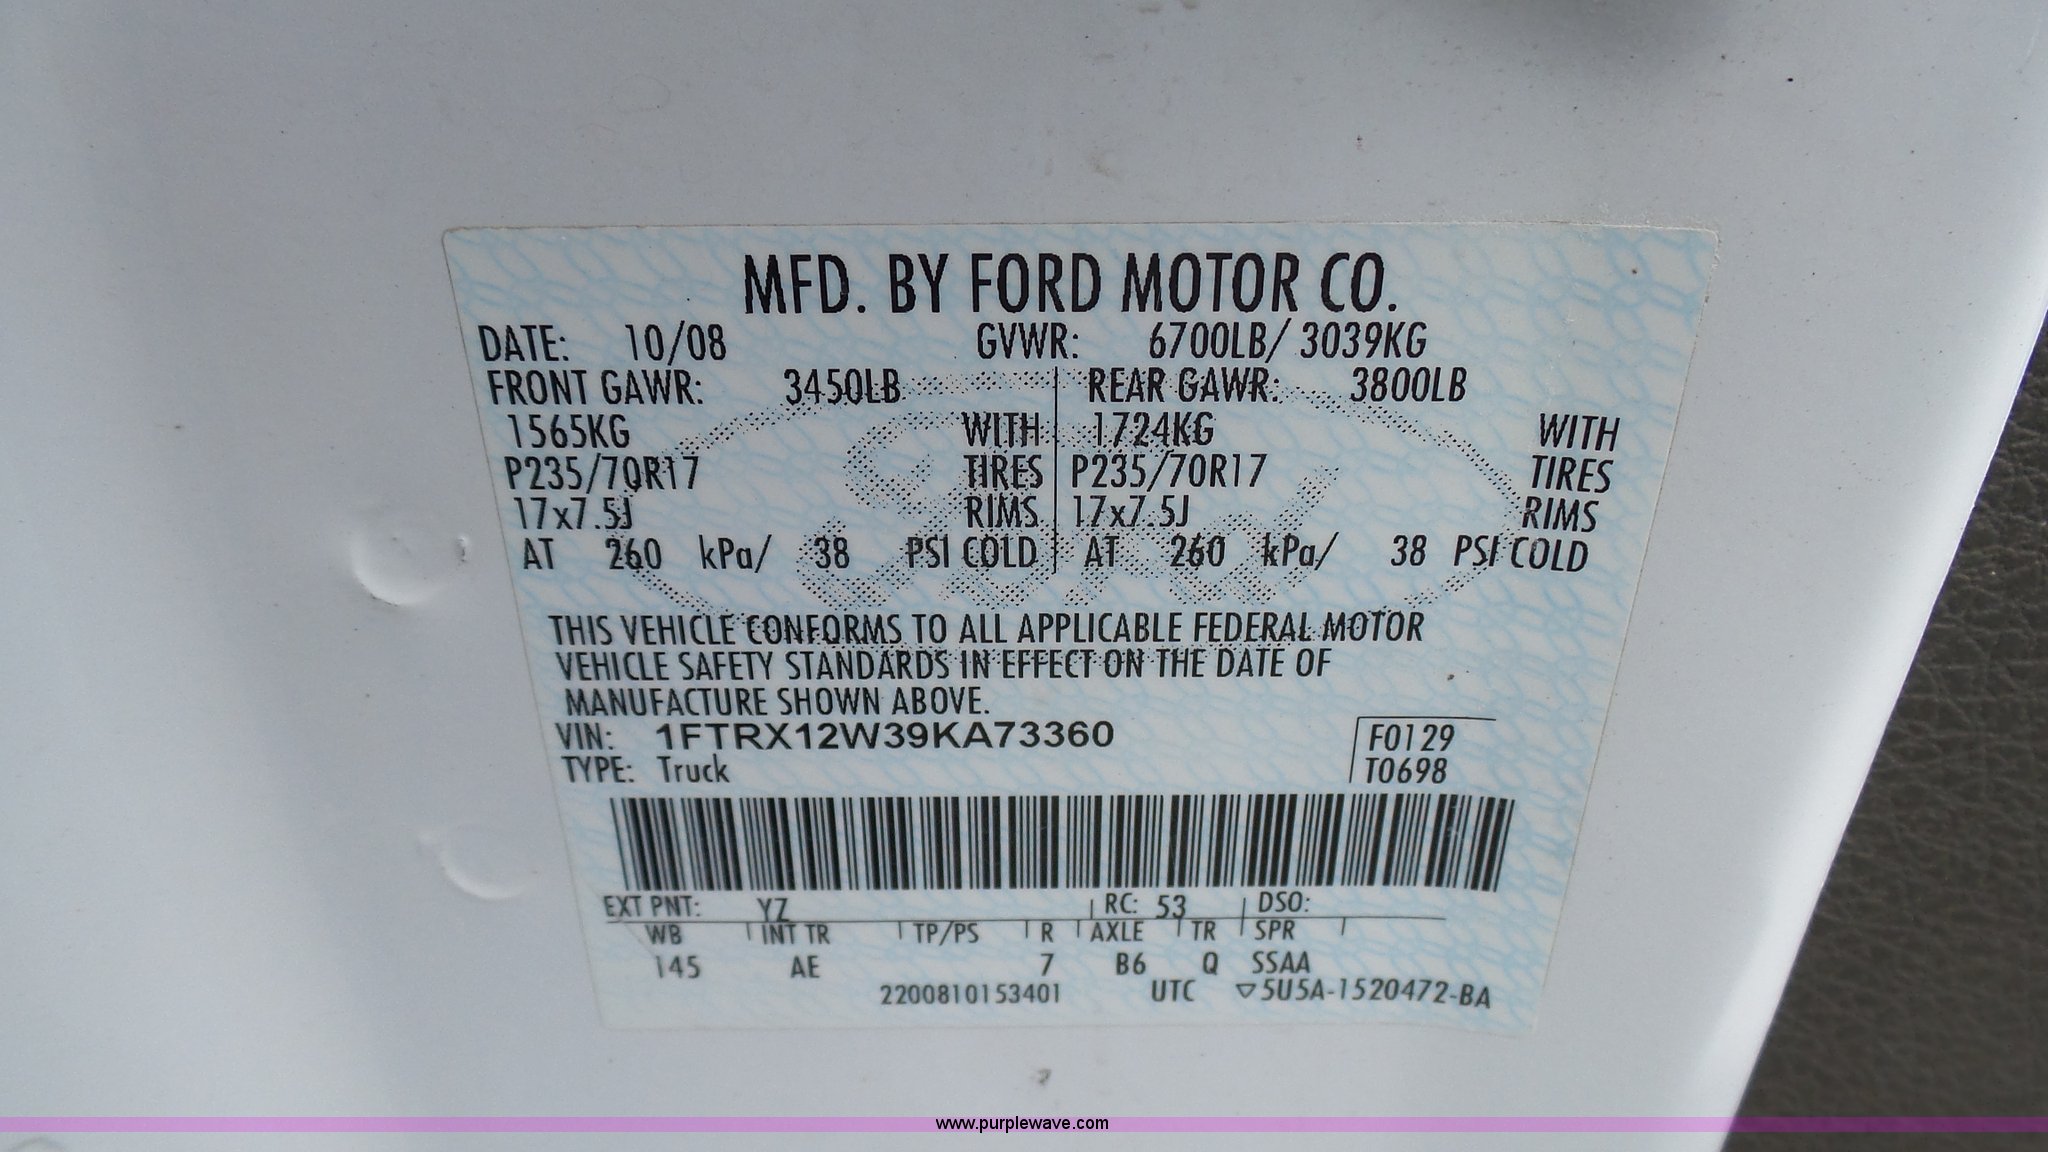 MFD. BY FORD MOTOR CO.
DATE: 10/08 GVWR: 6700LB/ 3039KG
FRONT GAWR: 3450LB REAR GAWR: 3800LB
1565KG WITH 1724KG WITH
P235/70R17 TIRES P235/70R17 TIRES
17x7.5J RIMS 17x7.5J RIMS
AT 260 kPa/ 38 PSI COLD AT 260 kPa/ 38 PSI COLD
THIS VEHICLE CONFORMS TO ALL APPLICABLE FEDERAL MOTOR
VEHICLE SAFETY STANDARDS IN EFFECT ON THE DATE OF
MANUFACTURE SHOWN ABOVE.
VIN: 1FTRX12W39KA73360 F0129
TYPE: Truck T0698
EXT PNT: YZ RC: 53 DSO:
WB INT TR TP/PS R AXLE TR SPR
145 AE 7 B6 Q SSAA
2200810153401 UTC ▽5U5A-1520472-BA
www.purplewave.com